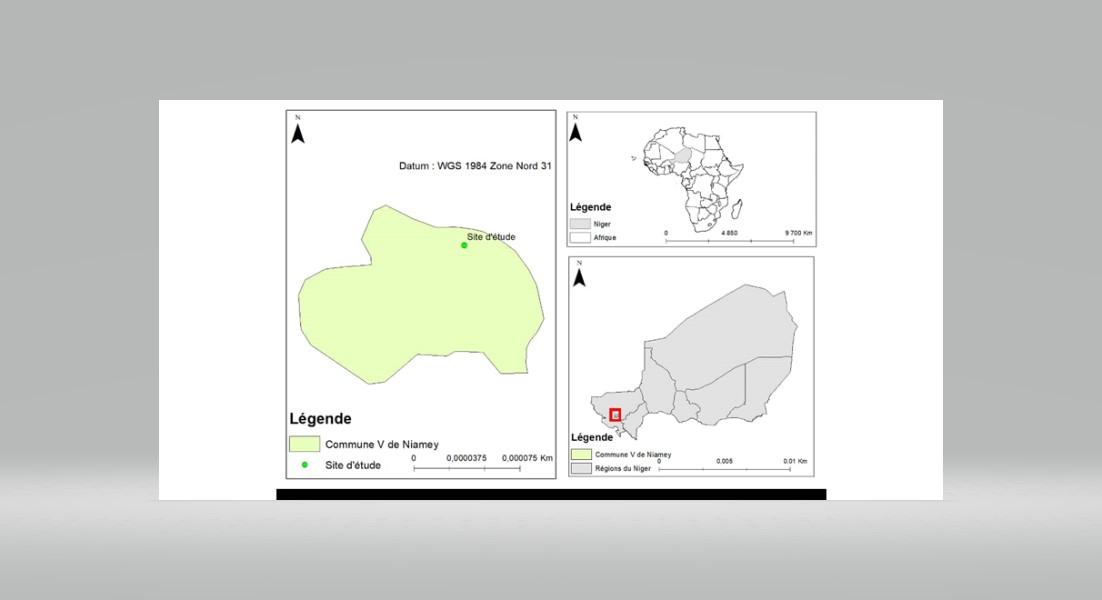 N
Datum : WGS 1984 Zone Nord 31
Site d'étude
Légende
Commune V de Niamey
Site d'étude
0 0,0000375 0,000075 Km
N
Légende
Niger
Afrique
0 4 850 9 700 Km
N
Légende
Commune V de Niamey
Régions du Niger
0 0,005 0,01 Km